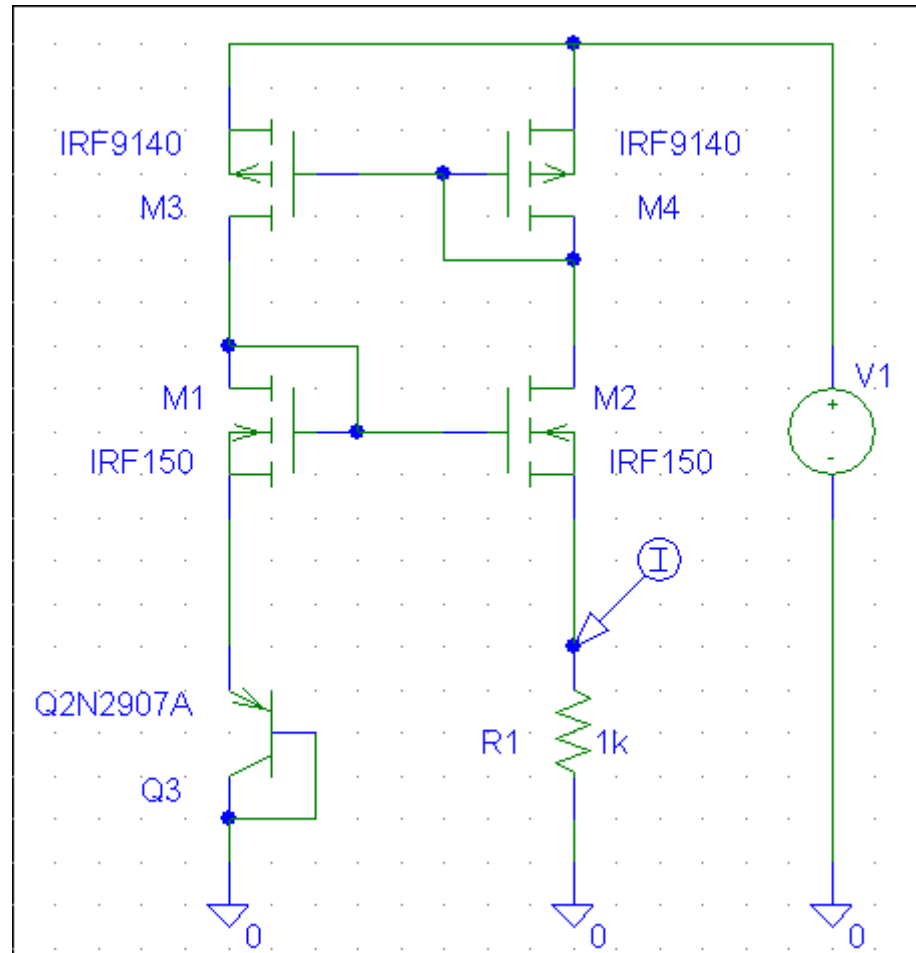 IRF9140
IRF9140
M3
M4
M1
M2
V1
+
-
IRF150
IRF150
I
Q2N2907A
R1
1k
Q3
0
0
0